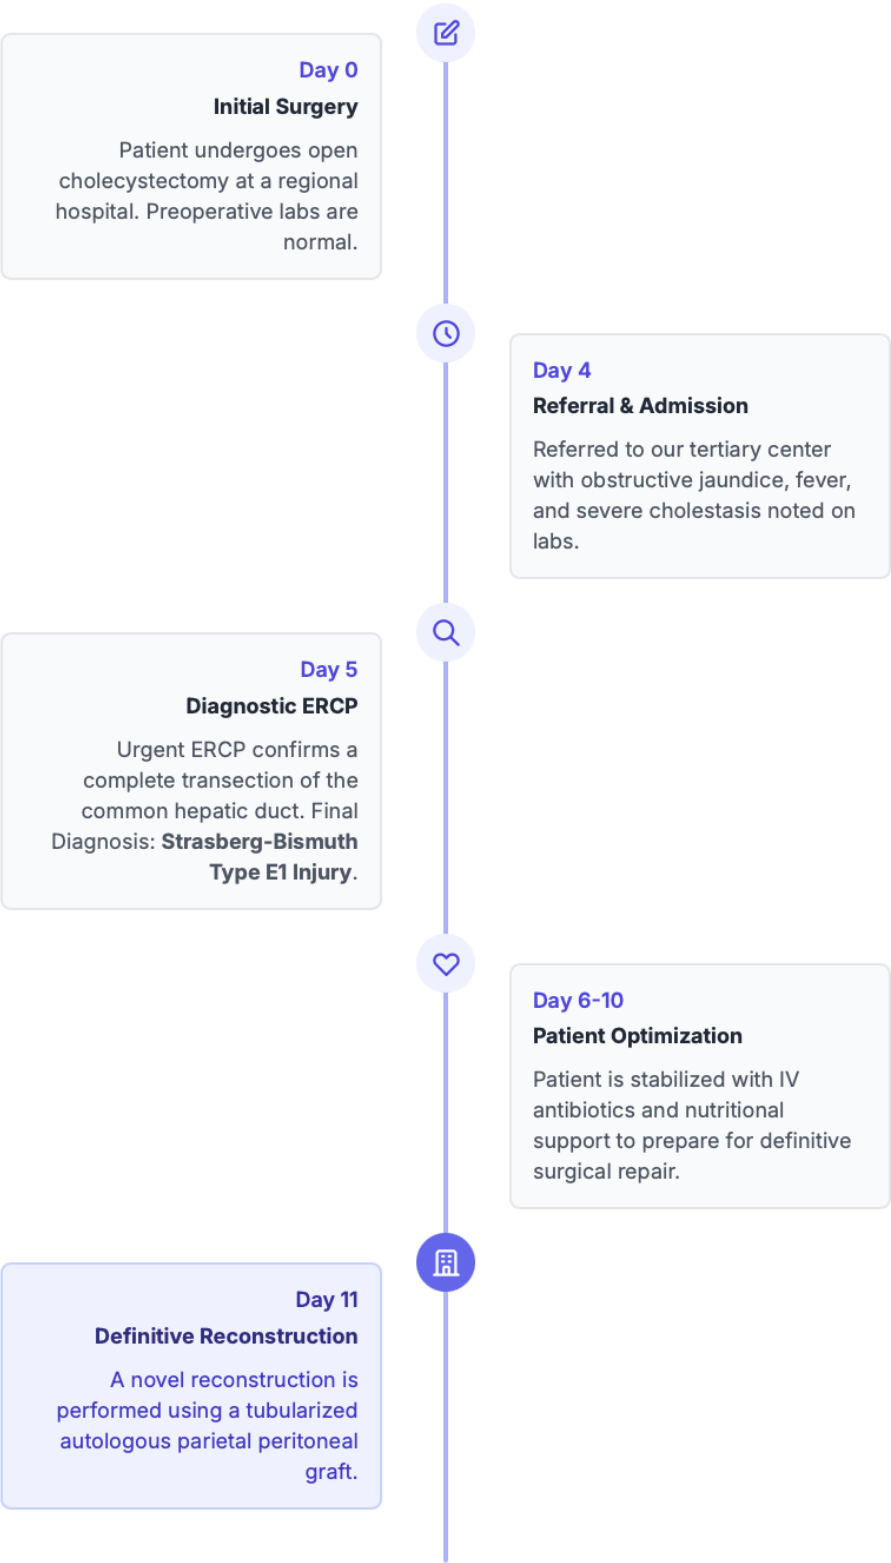 Day 0
Initial Surgery
Patient undergoes open
cholecystectomy at a regional
hospital. Preoperative labs are
normal.
Day 4
Referral & Admission
Referred to our tertiary center
with obstructive jaundice, fever,
and severe cholestasis noted on
labs.
Day 5
Diagnostic ERCP
Urgent ERCP confirms a
complete transection of the
common hepatic duct. Final
Diagnosis: Strasberg-Bismuth
Type E1 Injury.
Day 6-10
Patient Optimization
Patient is stabilized with IV
antibiotics and nutritional
support to prepare for definitive
surgical repair.
Day 11
Definitive Reconstruction
A novel reconstruction is
performed using a tubularized
autologous parietal peritoneal
graft.